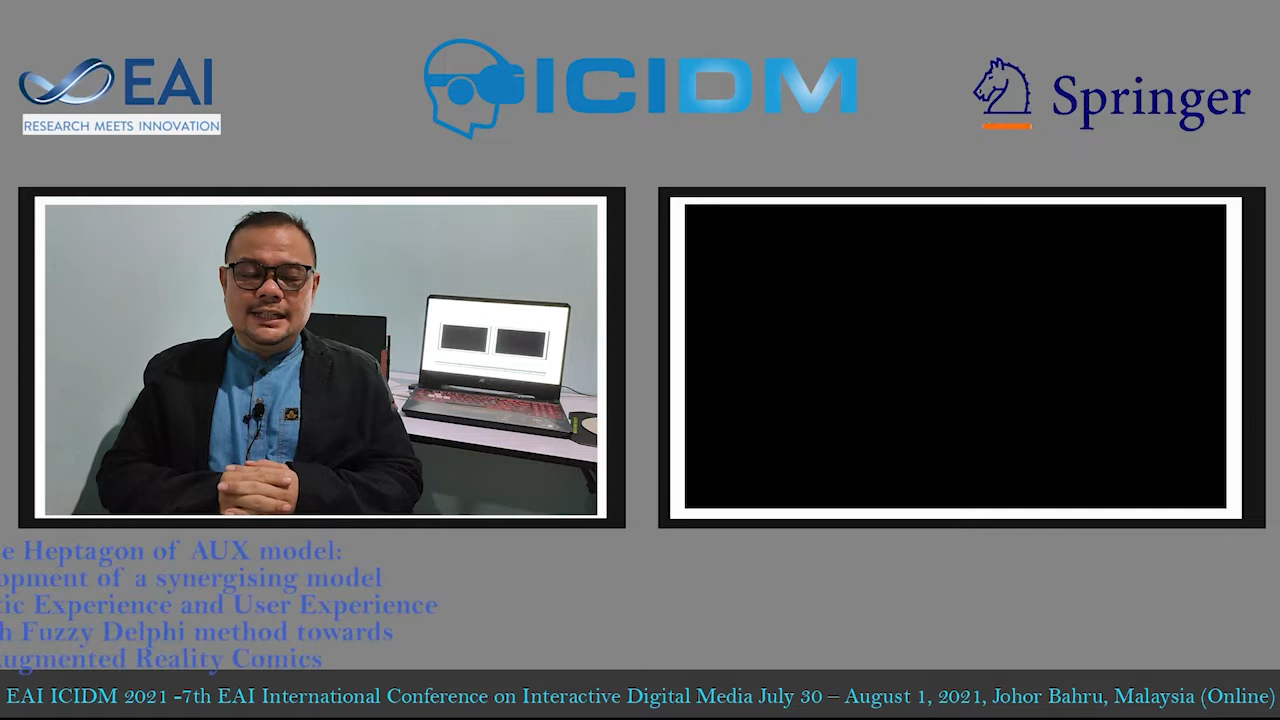 EAI
RESEARCH MEETS INNOVATION
ICIDM
Springer
e Heptagon of AUX model:
opment of a synergising model
tic Experience and User Experience
h Fuzzy Delphi method towards
Augmented Reality Comics
EAI ICIDM 2021 -7th EAI International Conference on Interactive Digital Media July 30 – August 1, 2021, Johor Bahru, Malaysia (Online)